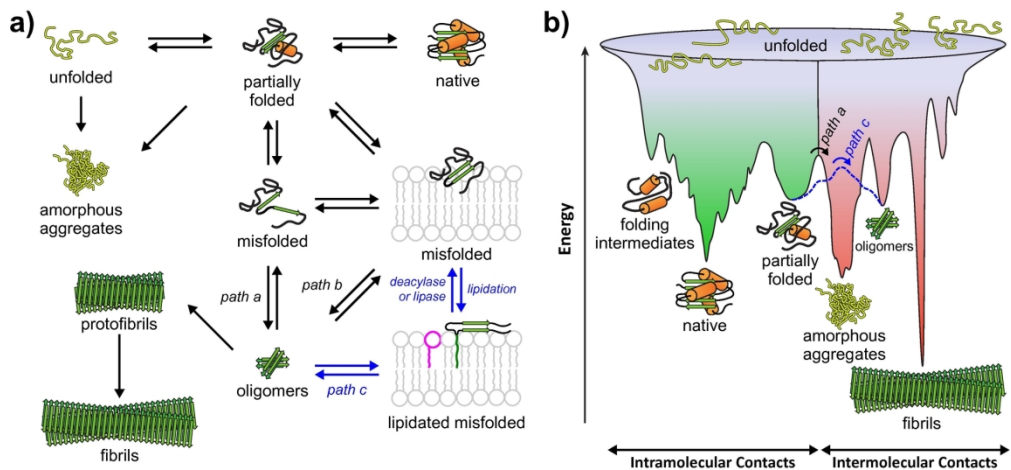 a)
unfolded
partially
folded
native
amorphous
aggregates
misfolded
misfolded
path a
path b
deacylase
or lipase
lipidation
protofibrils
oligomers
path c
lipidated misfolded
fibrils
b)
unfolded
path a
path c
Energy
folding
intermediates
partially
folded
oligomers
native
amorphous
aggregates
fibrils
Intramolecular Contacts
Intermolecular Contacts